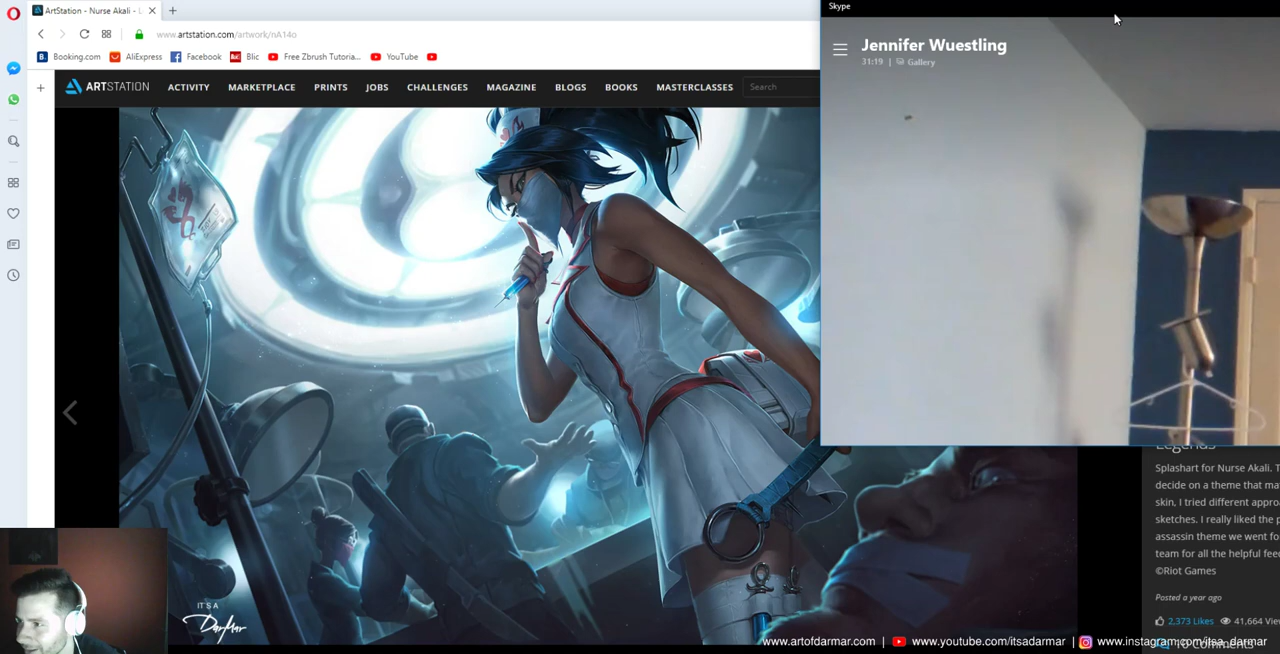 ArtStation - Nurse Akali - L
www.artstation.com/artwork/nA14o
Booking.com AliExpress Facebook Blic Free Zbrush Tutoria... YouTube
ARTSTATION ACTIVITY MARKETPLACE PRINTS JOBS CHALLENGES MAGAZINE BLOGS BOOKS MASTERCLASSES Search
Skype
Jennifer Wuestling
31:19 | Gallery
Legends
Splashart for Nurse Akali. T
decide on a theme that ma
skin, I tried different appro
sketches. I really liked the p
assassin theme we went fo
team for all the helpful fee
©Riot Games
Posted a year ago
2,373 Likes 41,664 Vie
Comments
IT'S A
DarMar
www.artofdarmar.com | www.youtube.com/itsadarmar | www.instagram.com/itsa_darmar